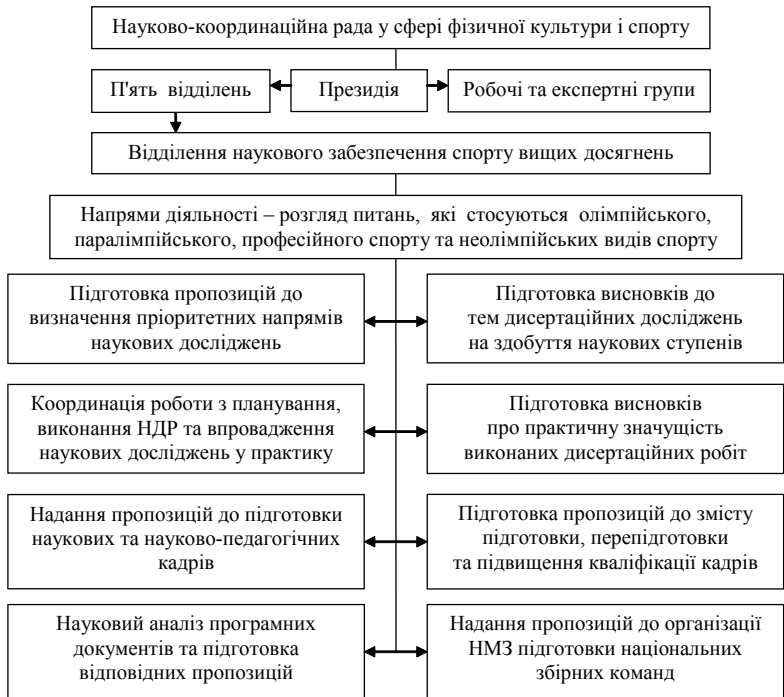 Науково-координаційна рада у сфері фізичної культури і спорту
П'ять відділень
Президія
Робочі та експертні групи
Відділення наукового забезпечення спорту вищих досягнень
Напрями діяльності – розгляд питань, які стосуються олімпійського,
паралімпійського, професійного спорту та неолімпійських видів спорту
Підготовка пропозицій до
визначення пріоритетних напрямів
наукових досліджень
Підготовка висновків до
тем дисертаційних досліджень
на здобуття наукових ступенів
Координація роботи з планування,
виконання НДР та впровадження
наукових досліджень у практику
Підготовка висновків
про практичну значущість
виконаних дисертаційних робіт
Надання пропозицій до підготовки
наукових та науково-педагогічних
кадрів
Підготовка пропозицій до змісту
підготовки, перепідготовки
та підвищення кваліфікації кадрів
Науковий аналіз програмних
документів та підготовка
відповідних пропозицій
Надання пропозицій до організації
НМЗ підготовки національних
збірних команд